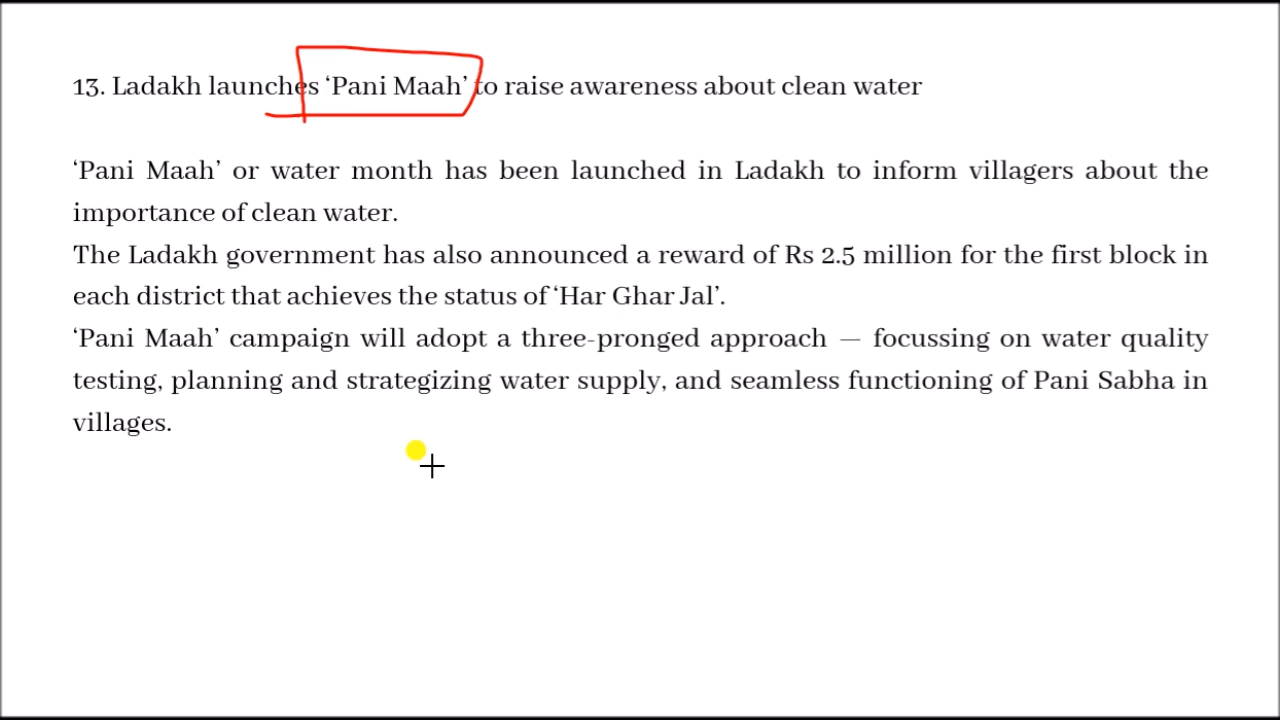 13. Ladakh launches ‘Pani Maah’ to raise awareness about clean water
‘Pani Maah’ or water month has been launched in Ladakh to inform villagers about the
importance of clean water.
The Ladakh government has also announced a reward of Rs 2.5 million for the first block in
each district that achieves the status of ‘Har Ghar Jal’.
‘Pani Maah’ campaign will adopt a three-pronged approach — focussing on water quality
testing, planning and strategizing water supply, and seamless functioning of Pani Sabha in
villages.